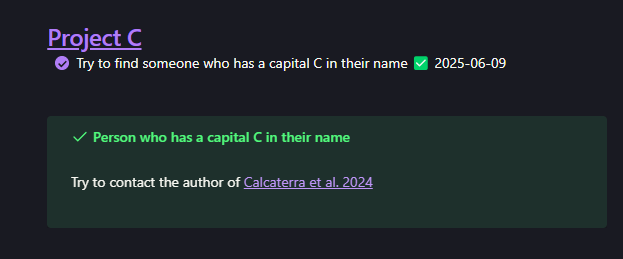 Project C
Try to find someone who has a capital C in their name ✅ 2025-06-09
Person who has a capital C in their name
Try to contact the author of Calcaterra et al. 2024